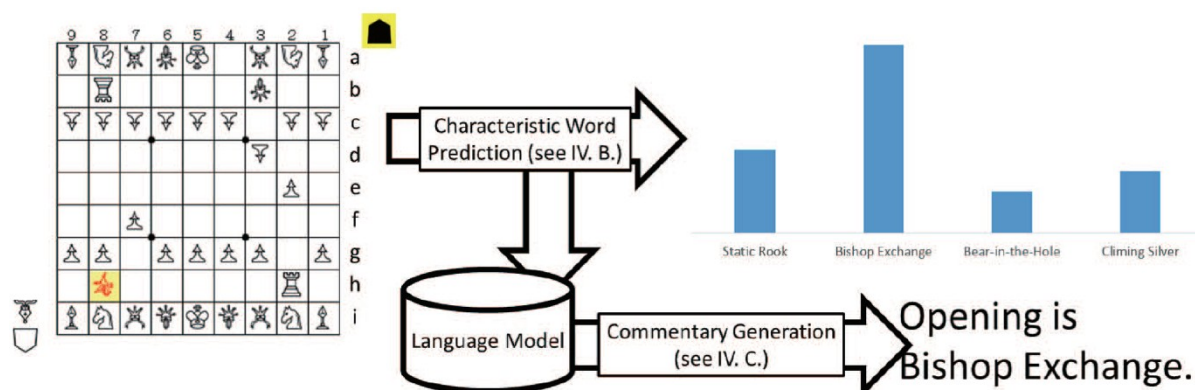 9 8 7 6 5 4 3 2 1
a
b
c
d
e
f
g
h
i
Characteristic Word
Prediction (see IV. B.)
Language Model
Commentary Generation
(see IV. C.)
Static Rook Bishop Exchange Bear-in-the-Hole Climing Silver
Opening is
Bishop Exchange.